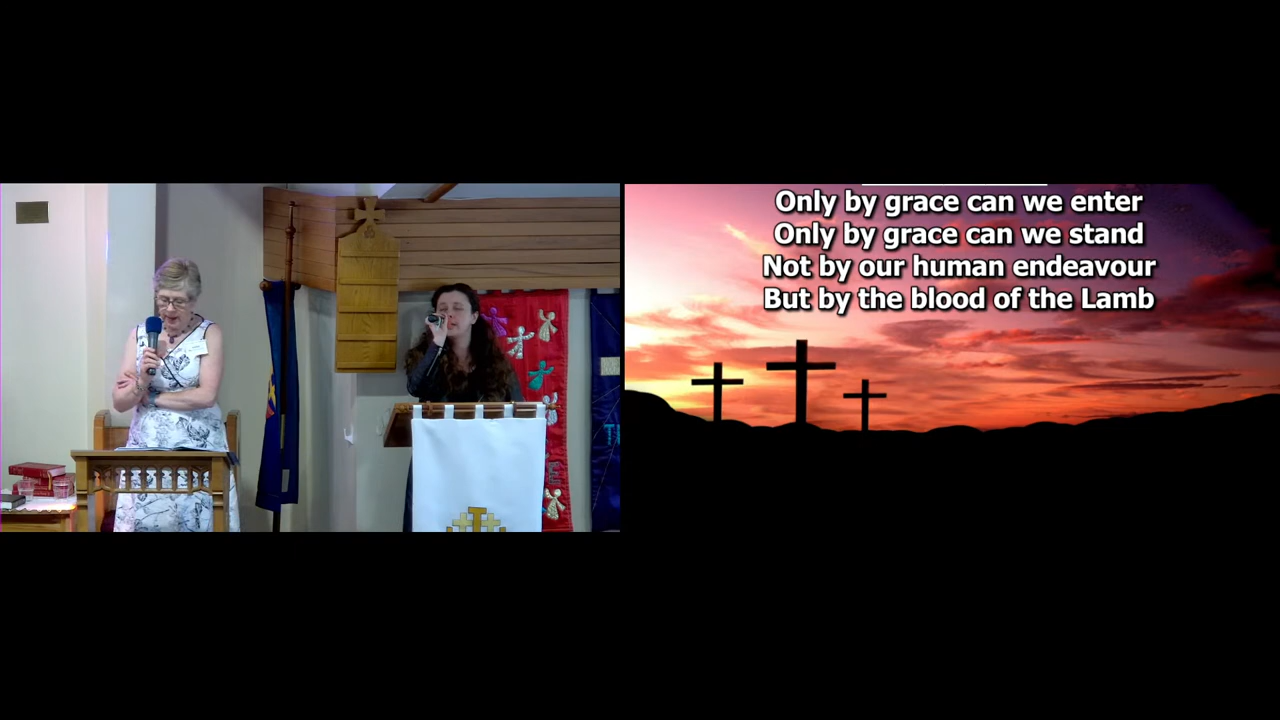 Only by grace can we enter
Only by grace can we stand
Not by our human endeavour
But by the blood of the Lamb